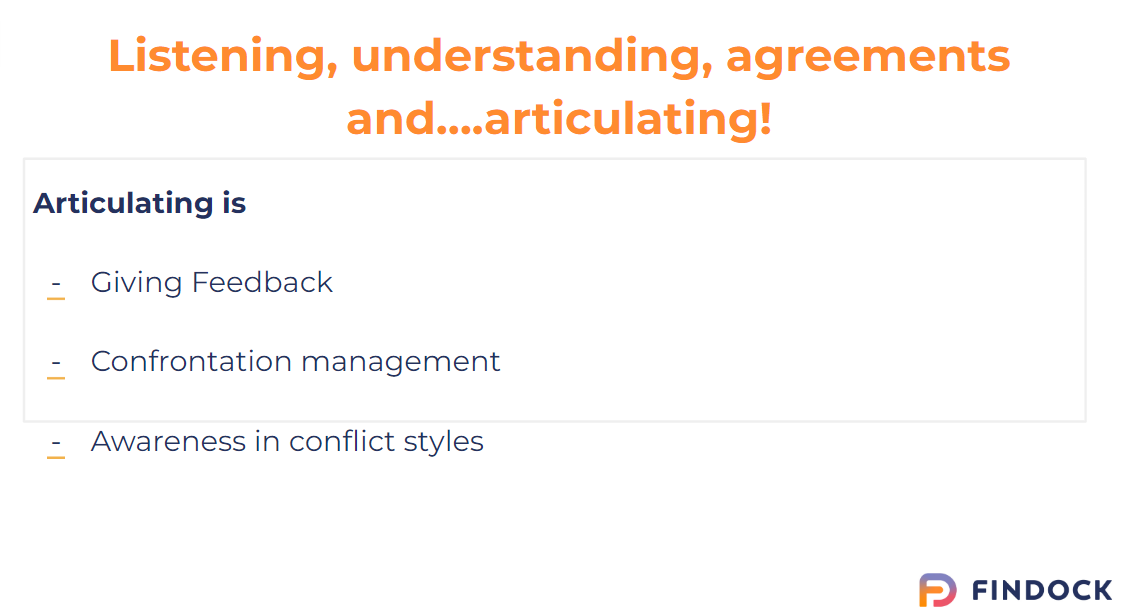 Listening, understanding, agreements
and....articulating!
Articulating is
- Giving Feedback
- Confrontation management
- Awareness in conflict styles
FINDOCK